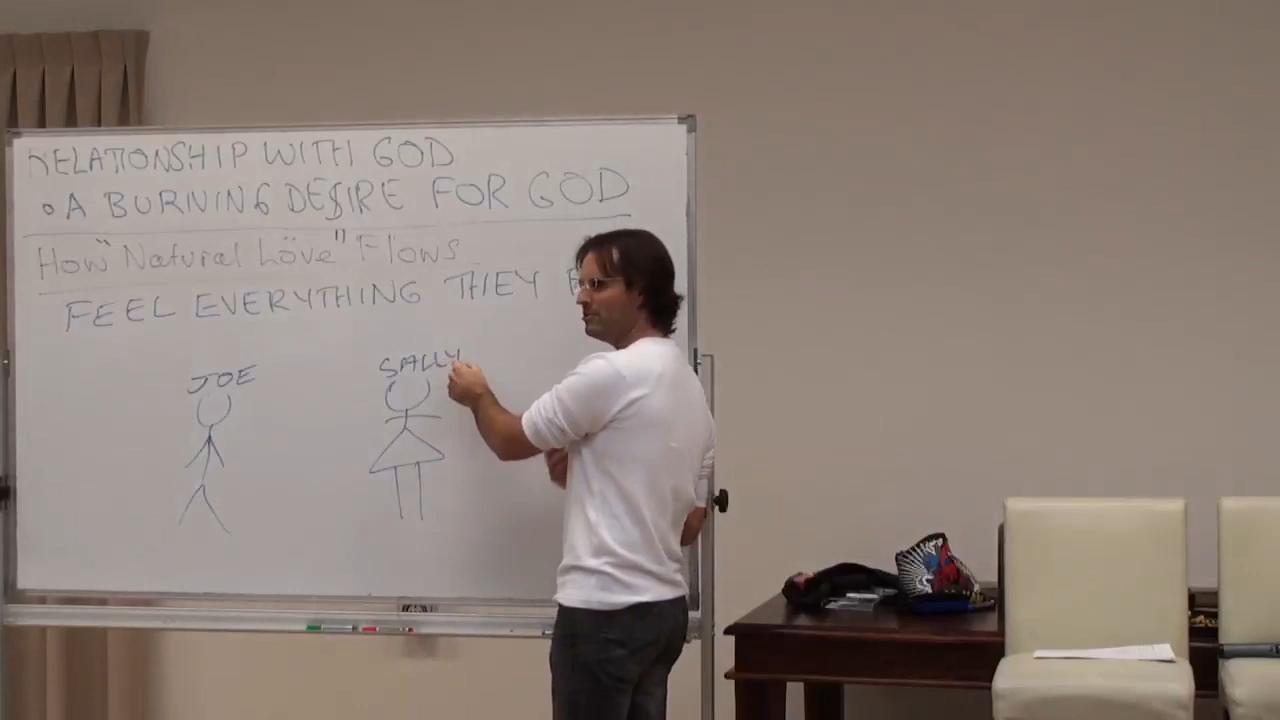 RELATIONSHIP WITH GOD
• A BURNING DESIRE FOR GOD
How "Natural Love" Flows
FEEL EVERYTHING THEY
JOE
SALLY